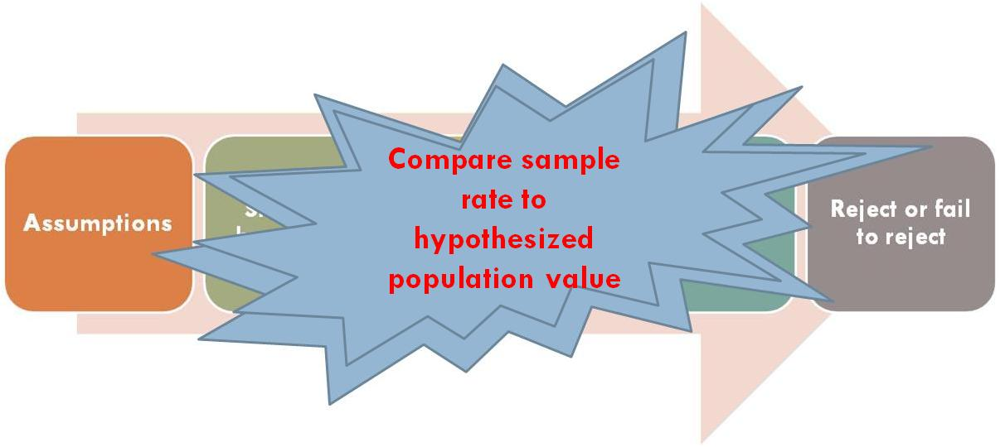 Assumptions
Compare sample
rate to
hypothesized
population value
Reject or fail
to reject